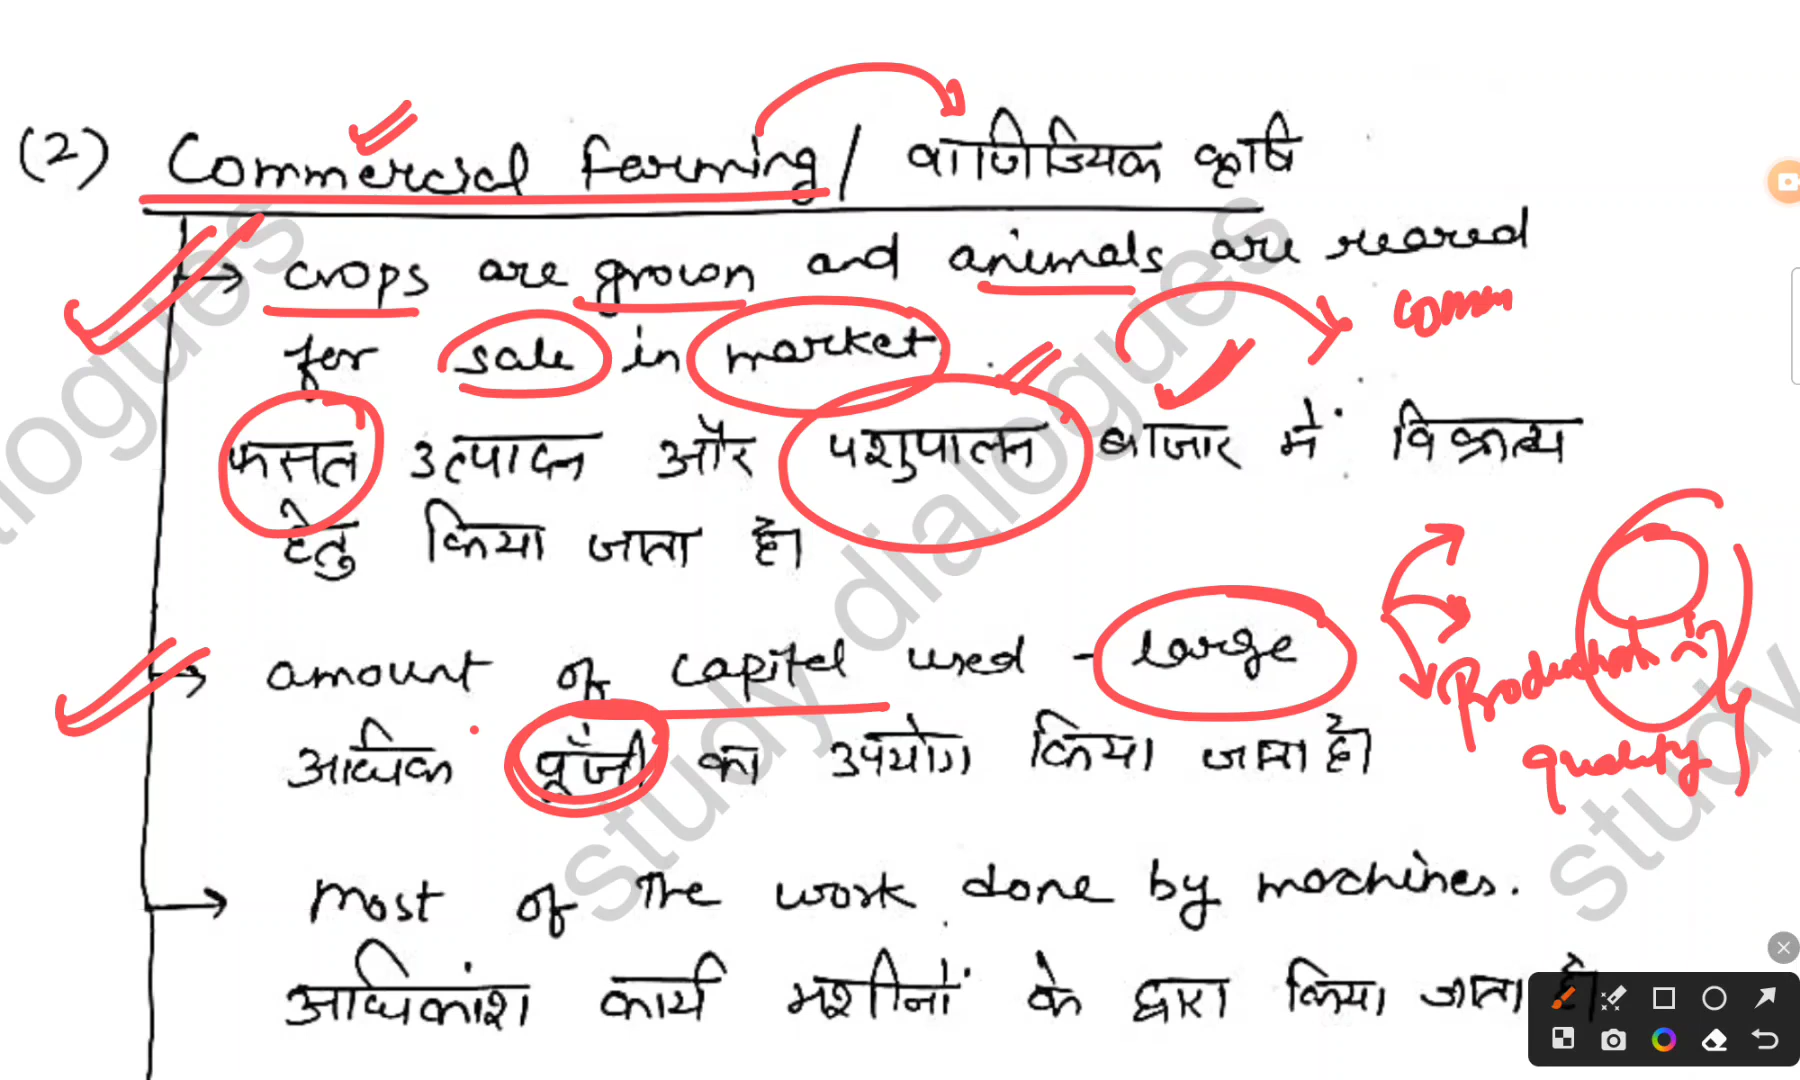 (2) Commercial Farming / वाणिज्यिक कृषि
→ crops are grown and animals are reared
comm
for sale in market.
फसल उत्पादन और पशुपालन बाजार में विक्रय
हेतु किया जाता है।
→ amount of capital used - large
Production
quality
अधिक पूँजी का उपयोग किया जाता है।
→ most of the work done by machines.
अधिकांश कार्य मशीनों के द्वारा किया जाता है
study dialogues
study